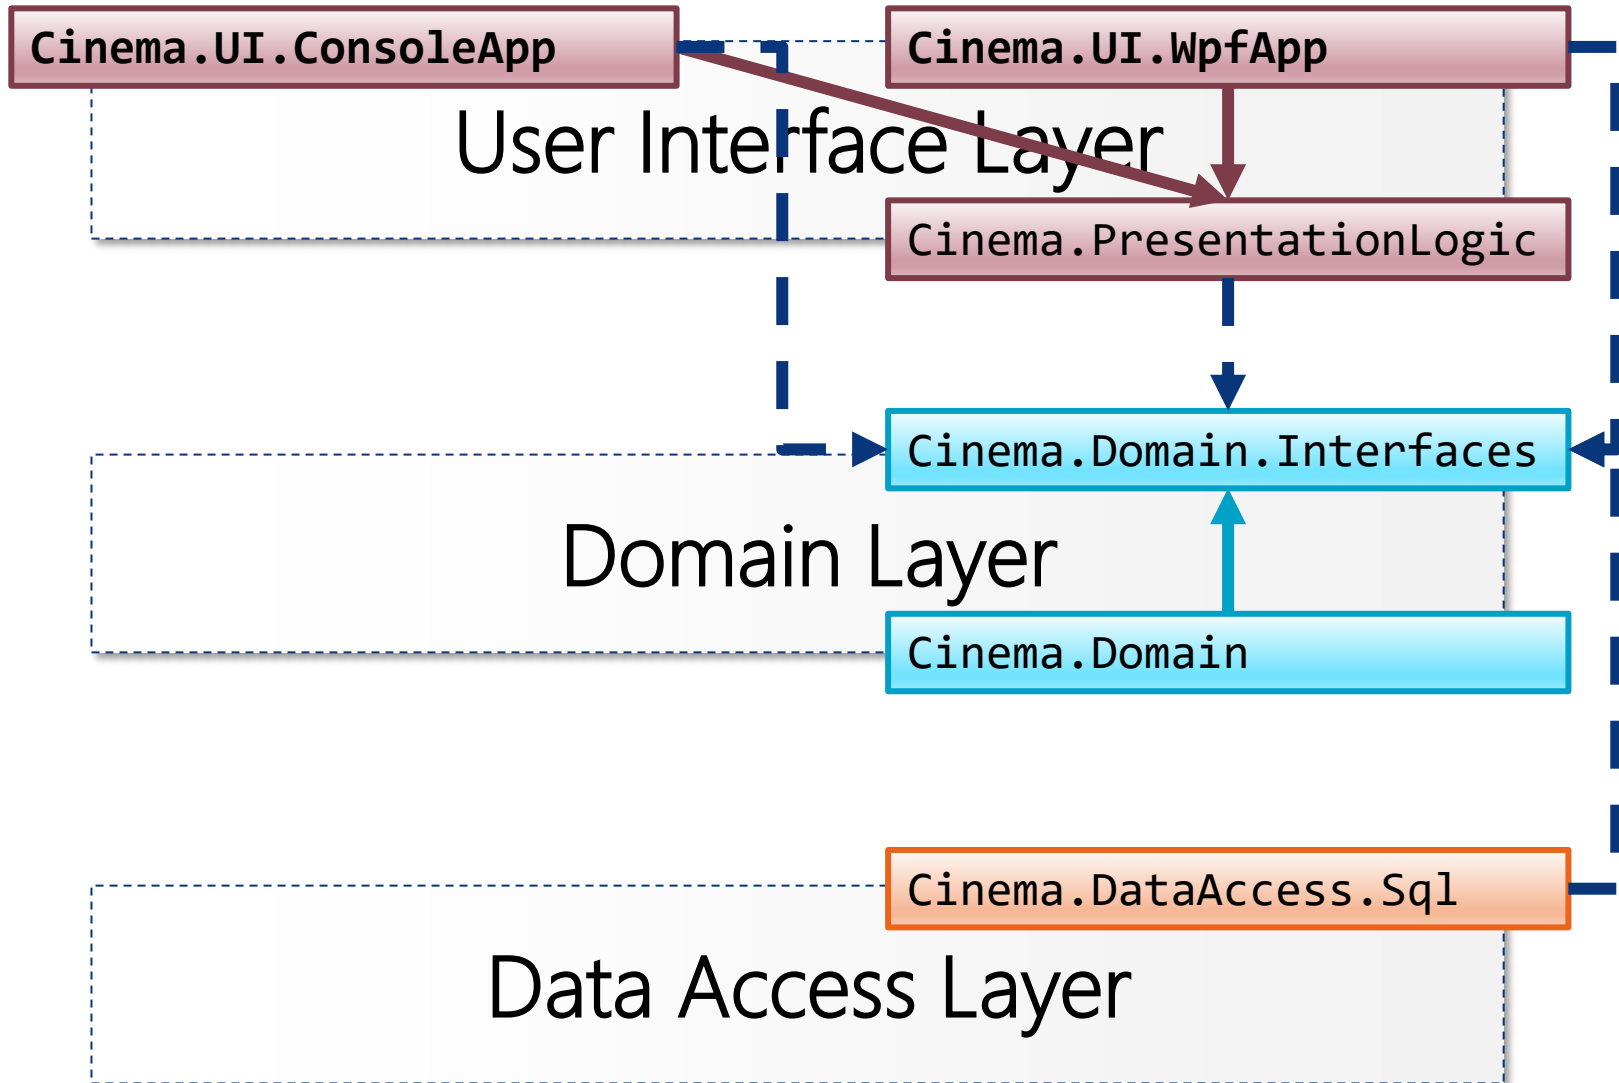 Cinema.UI.ConsoleApp
Cinema.UI.WpfApp
User Interface Layer
Cinema.PresentationLogic
Cinema.Domain.Interfaces
Domain Layer
Cinema.Domain
Cinema.DataAccess.Sql
Data Access Layer